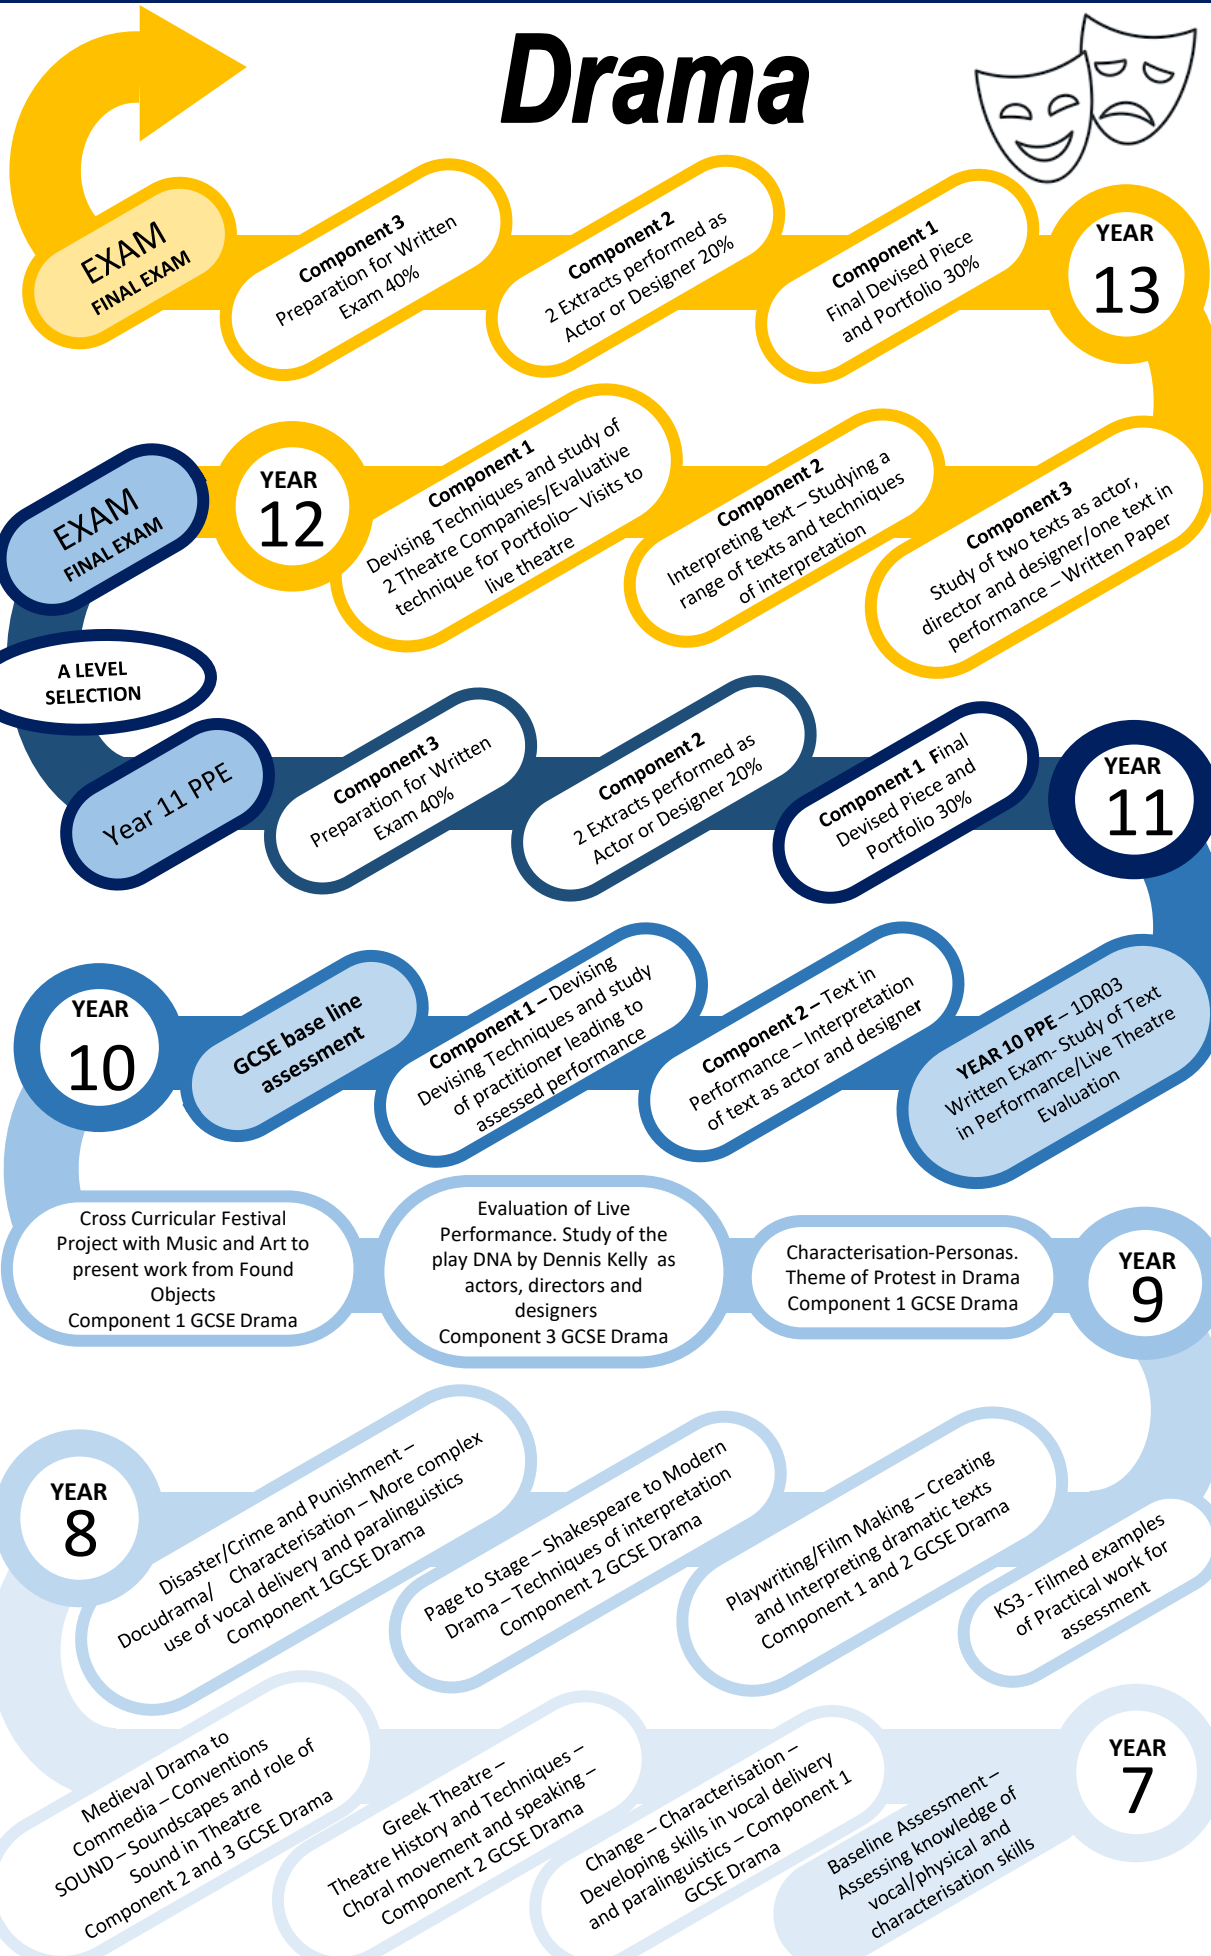 Drama
EXAM
FINAL EXAM
Component 3
Preparation for Written
Exam 40%
Component 2
2 Extracts performed as
Actor or Designer 20%
Component 1
Final Devised Piece
and Portfolio 30%
YEAR
13
EXAM
FINAL EXAM
YEAR
12
Component 1
Devising Techniques and study of
2 Theatre Companies/Evaluative
technique for Portfolio– Visits to
live theatre
Component 2
Interpreting text – Studying a
range of texts and techniques
of interpretation
Component 3
Study of two texts as actor,
director and designer/one text in
performance – Written Paper
A LEVEL
SELECTION
Year 11 PPE
Component 3
Preparation for Written
Exam 40%
Component 2
2 Extracts performed as
Actor or Designer 20%
Component 1 Final
Devised Piece and
Portfolio 30%
YEAR
11
YEAR
10
GCSE base line
assessment
Component 1 – Devising
Devising Techniques and study
of practitioner leading to
assessed performance
Component 2 – Text in
Performance – Interpretation
of text as actor and designer
YEAR 10 PPE – 1DR03
Written Exam- Study of Text
in Performance/Live Theatre
Evaluation
Cross Curricular Festival
Project with Music and Art to
present work from Found
Objects
Component 1 GCSE Drama
Evaluation of Live
Performance. Study of the
play DNA by Dennis Kelly as
actors, directors and
designers
Component 3 GCSE Drama
Characterisation-Personas.
Theme of Protest in Drama
Component 1 GCSE Drama
YEAR
9
YEAR
8
Disaster/Crime and Punishment –
Docudrama/ Characterisation – More complex
use of vocal delivery and paralinguistics
Component 1GCSE Drama
Page to Stage – Shakespeare to Modern
Drama – Techniques of interpretation
Component 2 GCSE Drama
Playwriting/Film Making – Creating
and Interpreting dramatic texts
Component 1 and 2 GCSE Drama
KS3 - Filmed examples
of Practical work for
assessment
Medieval Drama to
Commedia – Conventions
SOUND – Soundscapes and role of
Sound in Theatre
Component 2 and 3 GCSE Drama
Greek Theatre –
Theatre History and Techniques –
Choral movement and speaking –
Component 2 GCSE Drama
Change – Characterisation –
Developing skills in vocal delivery
and paralinguistics – Component 1
GCSE Drama
Baseline Assessment –
Assessing knowledge of
vocal/physical and
characterisation skills
YEAR
7